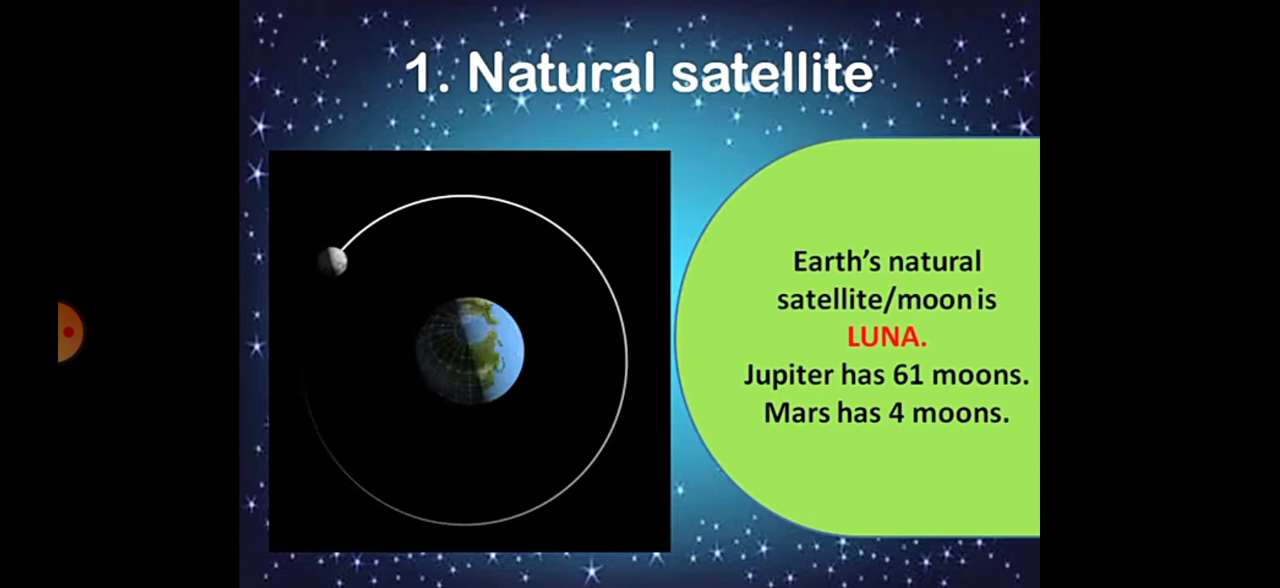 1. Natural satellite
Earth’s natural
satellite/moon is
LUNA.
Jupiter has 61 moons.
Mars has 4 moons.